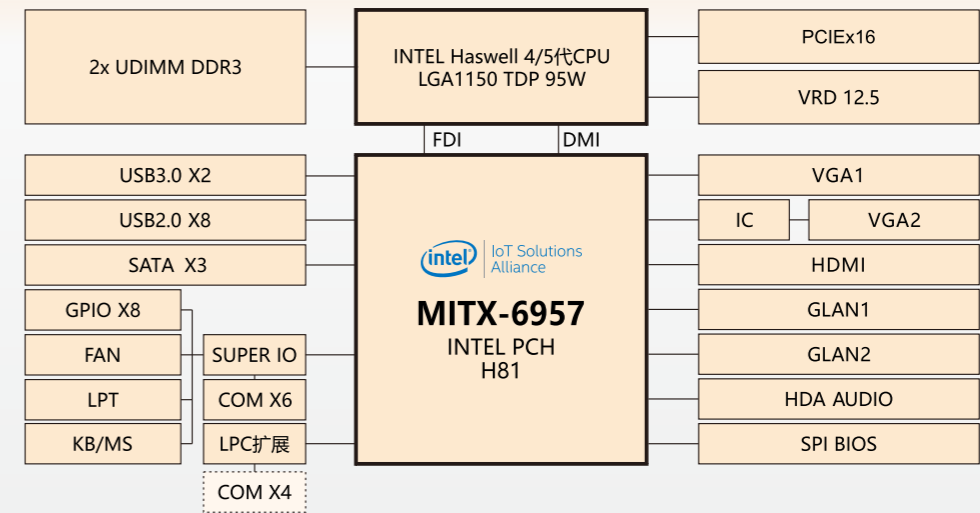 2x UDIMM DDR3
INTEL Haswell 4/5代CPU
LGA1150 TDP 95W
PCIEx16
VRD 12.5
FDI
DMI
USB3.0 X2
USB2.0 X8
SATA X3
GPIO X8
FAN
SUPER IO
LPT
COM X6
KB/MS
LPC扩展
COM X4
intel
IoT Solutions
Alliance
MITX-6957
INTEL PCH
H81
VGA1
IC
VGA2
HDMI
GLAN1
GLAN2
HDA AUDIO
SPI BIOS